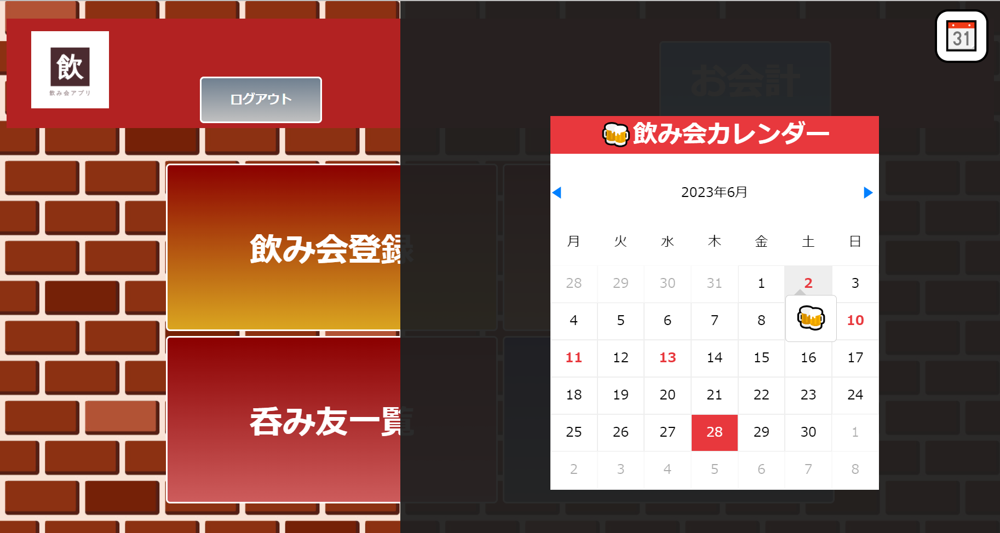 飲
飲み会アプリ
ログアウト
お会計
31
飲み会登録
呑み友一覧
飲み会カレンダー
2023年6月
月 火 水 木 金 土 日
28 29 30 31 1 2 3
4 5 6 7 8 10
11 12 13 14 15 16 17
18 19 20 21 22 23 24
25 26 27 28 29 30 1
2 3 4 5 6 7 8